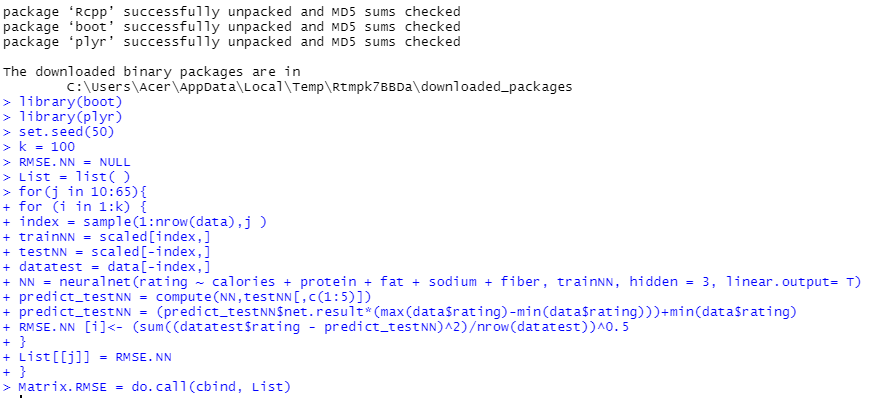 package ‘Rcpp’ successfully unpacked and MD5 sums checked
package ‘boot’ successfully unpacked and MD5 sums checked
package ‘plyr’ successfully unpacked and MD5 sums checked
The downloaded binary packages are in
C:\Users\Acer\AppData\Local\Temp\Rtmpk7BBDa\downloaded_packages
> library(boot)
> library(plyr)
> set.seed(50)
> k = 100
> RMSE.NN = NULL
> List = list( )
> for(j in 10:65){
+ for (i in 1:k) {
+ index = sample(1:nrow(data),j )
+ trainNN = scaled[index,]
+ testNN = scaled[-index,]
+ datatest = data[-index,]
+ NN = neuralnet(rating ~ calories + protein + fat + sodium + fiber, trainNN, hidden = 3, linear.output= T)
+ predict_testNN = compute(NN,testNN[,c(1:5)])
+ predict_testNN = (predict_testNN$net.result*(max(data$rating)-min(data$rating)))+min(data$rating)
+ RMSE.NN [i]<- (sum((datatest$rating - predict_testNN)^2)/nrow(datatest))^0.5
+ }
+ List[[j]] = RMSE.NN
+ }
> Matrix.RMSE = do.call(cbind, List)